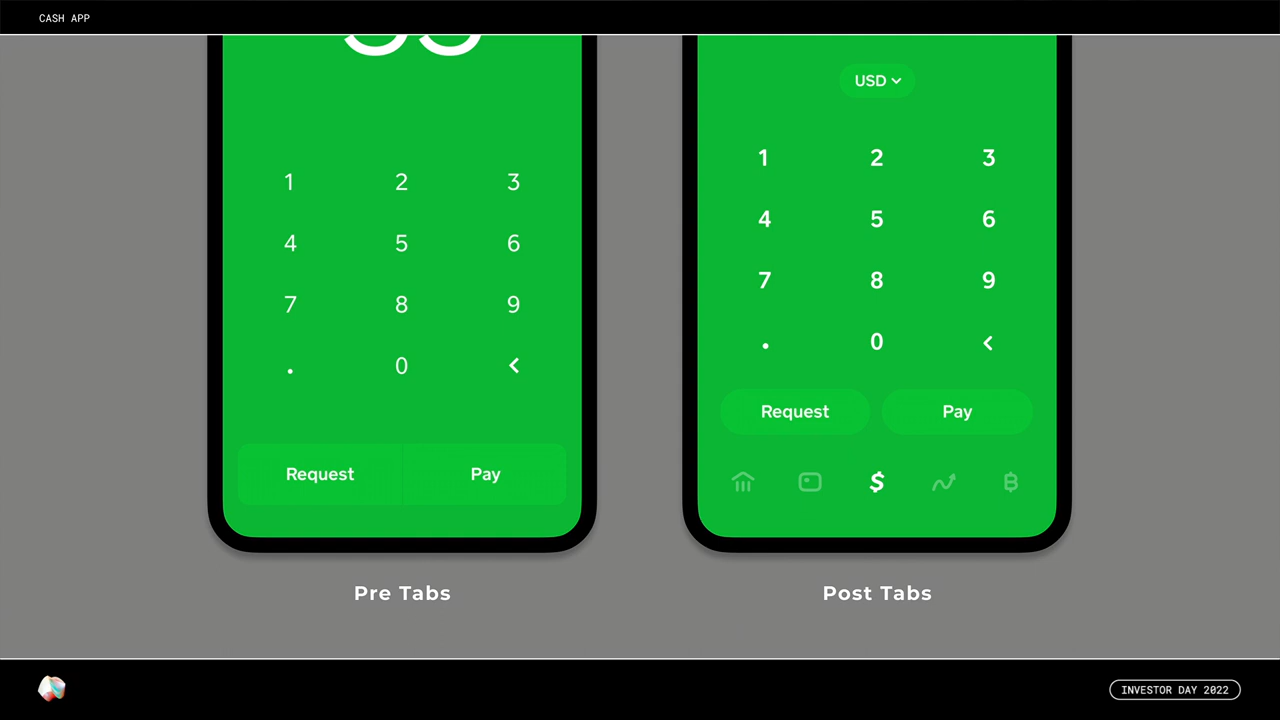 CASH APP
1 2 3
4 5 6
7 8 9
. 0 <
Request Pay
Pre Tabs
USD
1 2 3
4 5 6
7 8 9
. 0 <
Request Pay
$
Post Tabs
INVESTOR DAY 2022